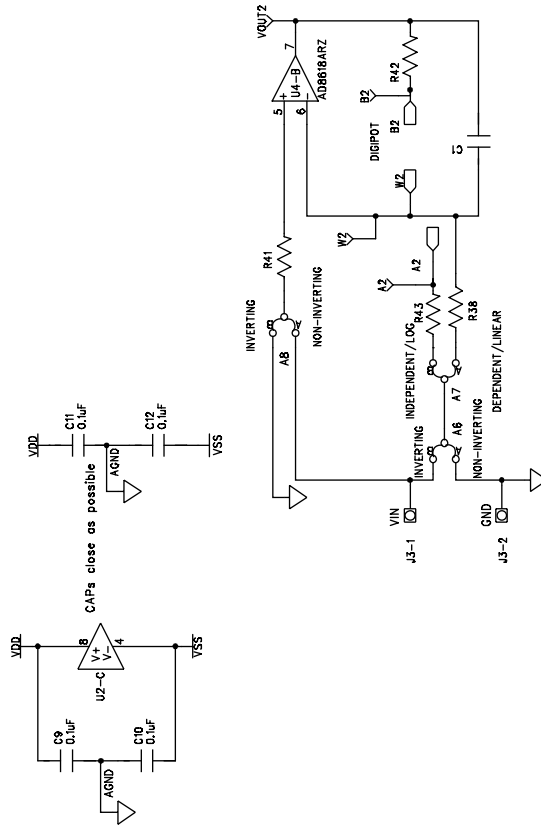 VDD
C9
0.1uF
AGND
C10
0.1uF
VSS
8
V+
V-
4
U2-C
CAPs close as possible
VDD
C11
0.1uF
AGND
C12
0.1uF
VSS
INVERTING
B
A
A8
NON-INVERTING
R41
5
+
6
-
U4-B
AD8618ARZ
7
VOUT2
R42
B2
B2
DIGIPOT
W2
W2
C1
A2
A2
INDEPENDENT/LOG
R43
R38
B
A
A7
DEPENDENT/LINEAR
INVERTING
B
A
A6
NON-INVERTING
VIN
J3-1
GND
J3-2